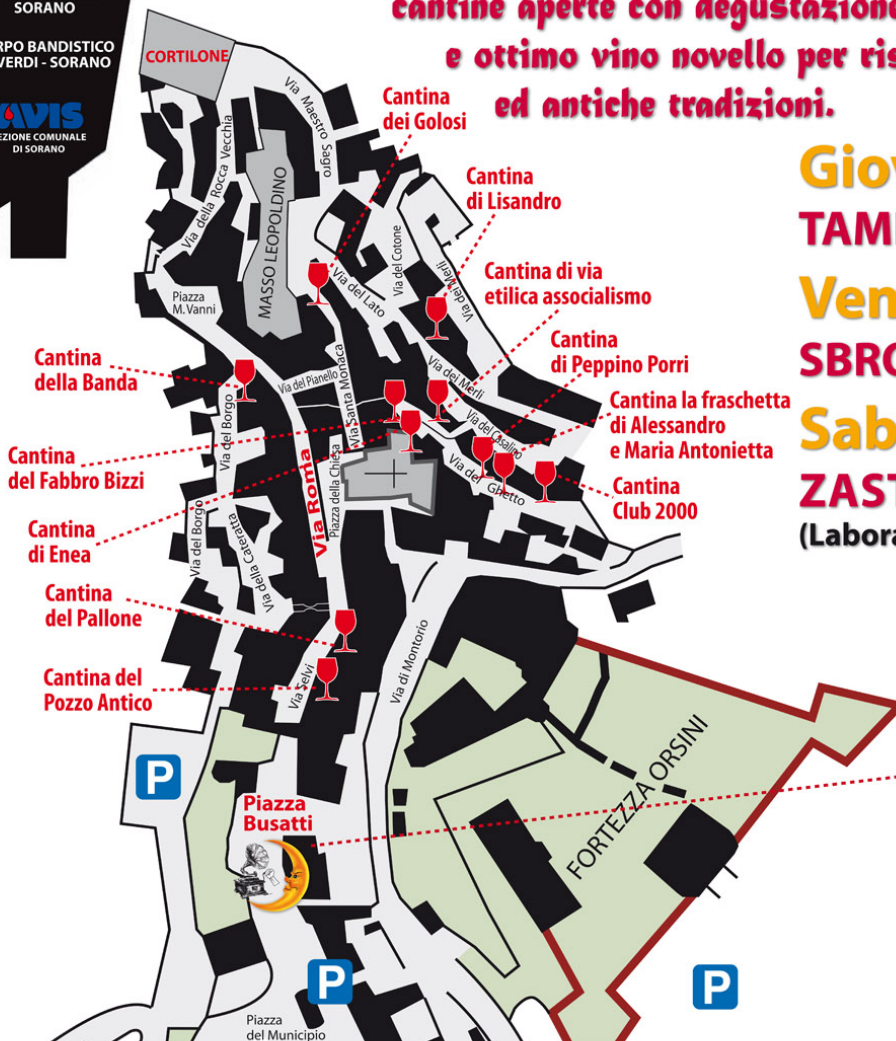 SORANO
RPO BANDISTICO
VERDI - SORANO
AVIS
EZIONE COMUNALE
DI SORANO
cantine aperte con degustazione
e ottimo vino novello per ris
ed antiche tradizioni.
Giov
TAM
Ven
SBRO
Sab
ZAST
(Labora
CORTILONE
Via Maestro Sagro
Cantina
dei Golosi
Via della Rocca Vecchia
MASSO LEOPOLDINO
Cantina
di Lisandro
Via del Cotone
Via dei Merli
Via del Lato
Cantina di via
etilica associalismo
Piazza
M. Vanni
Cantina
di Peppino Porri
Cantina
della Banda
Via del Pianello
Via Santa Monaca
Via dei Merli
Cantina la fraschetta
di Alessandro
e Maria Antonietta
Via del Borgo
Via del Casalino
Cantina
del Fabbro Bizzi
Via Roma
Piazza della Chiesa
Via del Ghetto
Cantina
Club 2000
Cantina
di Enea
Via del Borgo
Via della Cateratta
Cantina
del Pallone
Cantina del
Pozzo Antico
Via Selvi
Via di Montorio
P
FORTEZZA ORSINI
Piazza
Busatti
P
P
Piazza
del Municipio